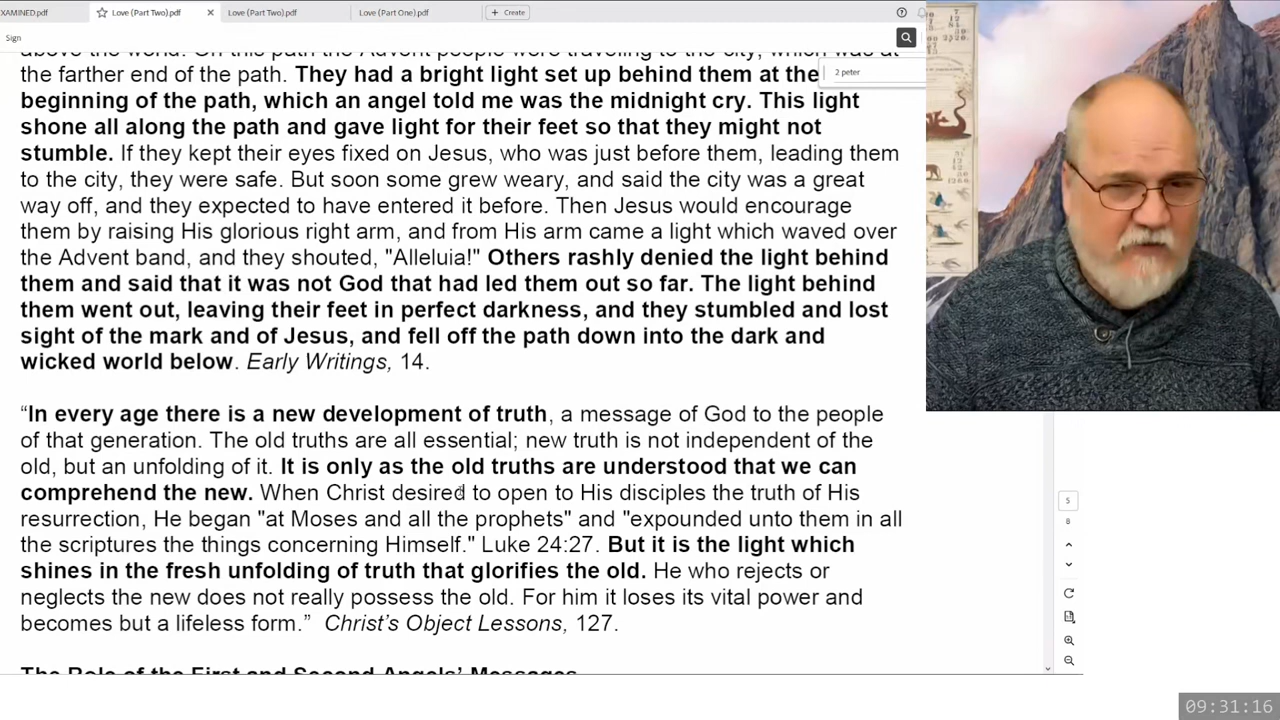 XAMINED.pdf
Love (Part Two).pdf
Love (Part Two).pdf
Love (Part One).pdf
Create
Sign
2 peter
the farther end of the path. They had a bright light set up behind them at the
beginning of the path, which an angel told me was the midnight cry. This light
shone all along the path and gave light for their feet so that they might not
stumble. If they kept their eyes fixed on Jesus, who was just before them, leading them
to the city, they were safe. But soon some grew weary, and said the city was a great
way off, and they expected to have entered it before. Then Jesus would encourage
them by raising His glorious right arm, and from His arm came a light which waved over
the Advent band, and they shouted, "Alleluia!" Others rashly denied the light behind
them and said that it was not God that had led them out so far. The light behind
them went out, leaving their feet in perfect darkness, and they stumbled and lost
sight of the mark and of Jesus, and fell off the path down into the dark and
wicked world below. Early Writings, 14.
“In every age there is a new development of truth, a message of God to the people
of that generation. The old truths are all essential; new truth is not independent of the
old, but an unfolding of it. It is only as the old truths are understood that we can
comprehend the new. When Christ desired to open to His disciples the truth of His
resurrection, He began "at Moses and all the prophets" and "expounded unto them in all
the scriptures the things concerning Himself." Luke 24:27. But it is the light which
shines in the fresh unfolding of truth that glorifies the old. He who rejects or
neglects the new does not really possess the old. For him it loses its vital power and
becomes but a lifeless form.” Christ’s Object Lessons, 127.
The Role of the First and Second Angels’ Messages
5
8
09:31:16